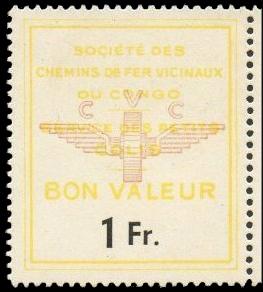 SOCIÉTÉ DES
CHEMINS DE FER VICINAUX
DU CONGO
C V C
SERVICE DES PETITS
COLIS
BON VALEUR
1 Fr.